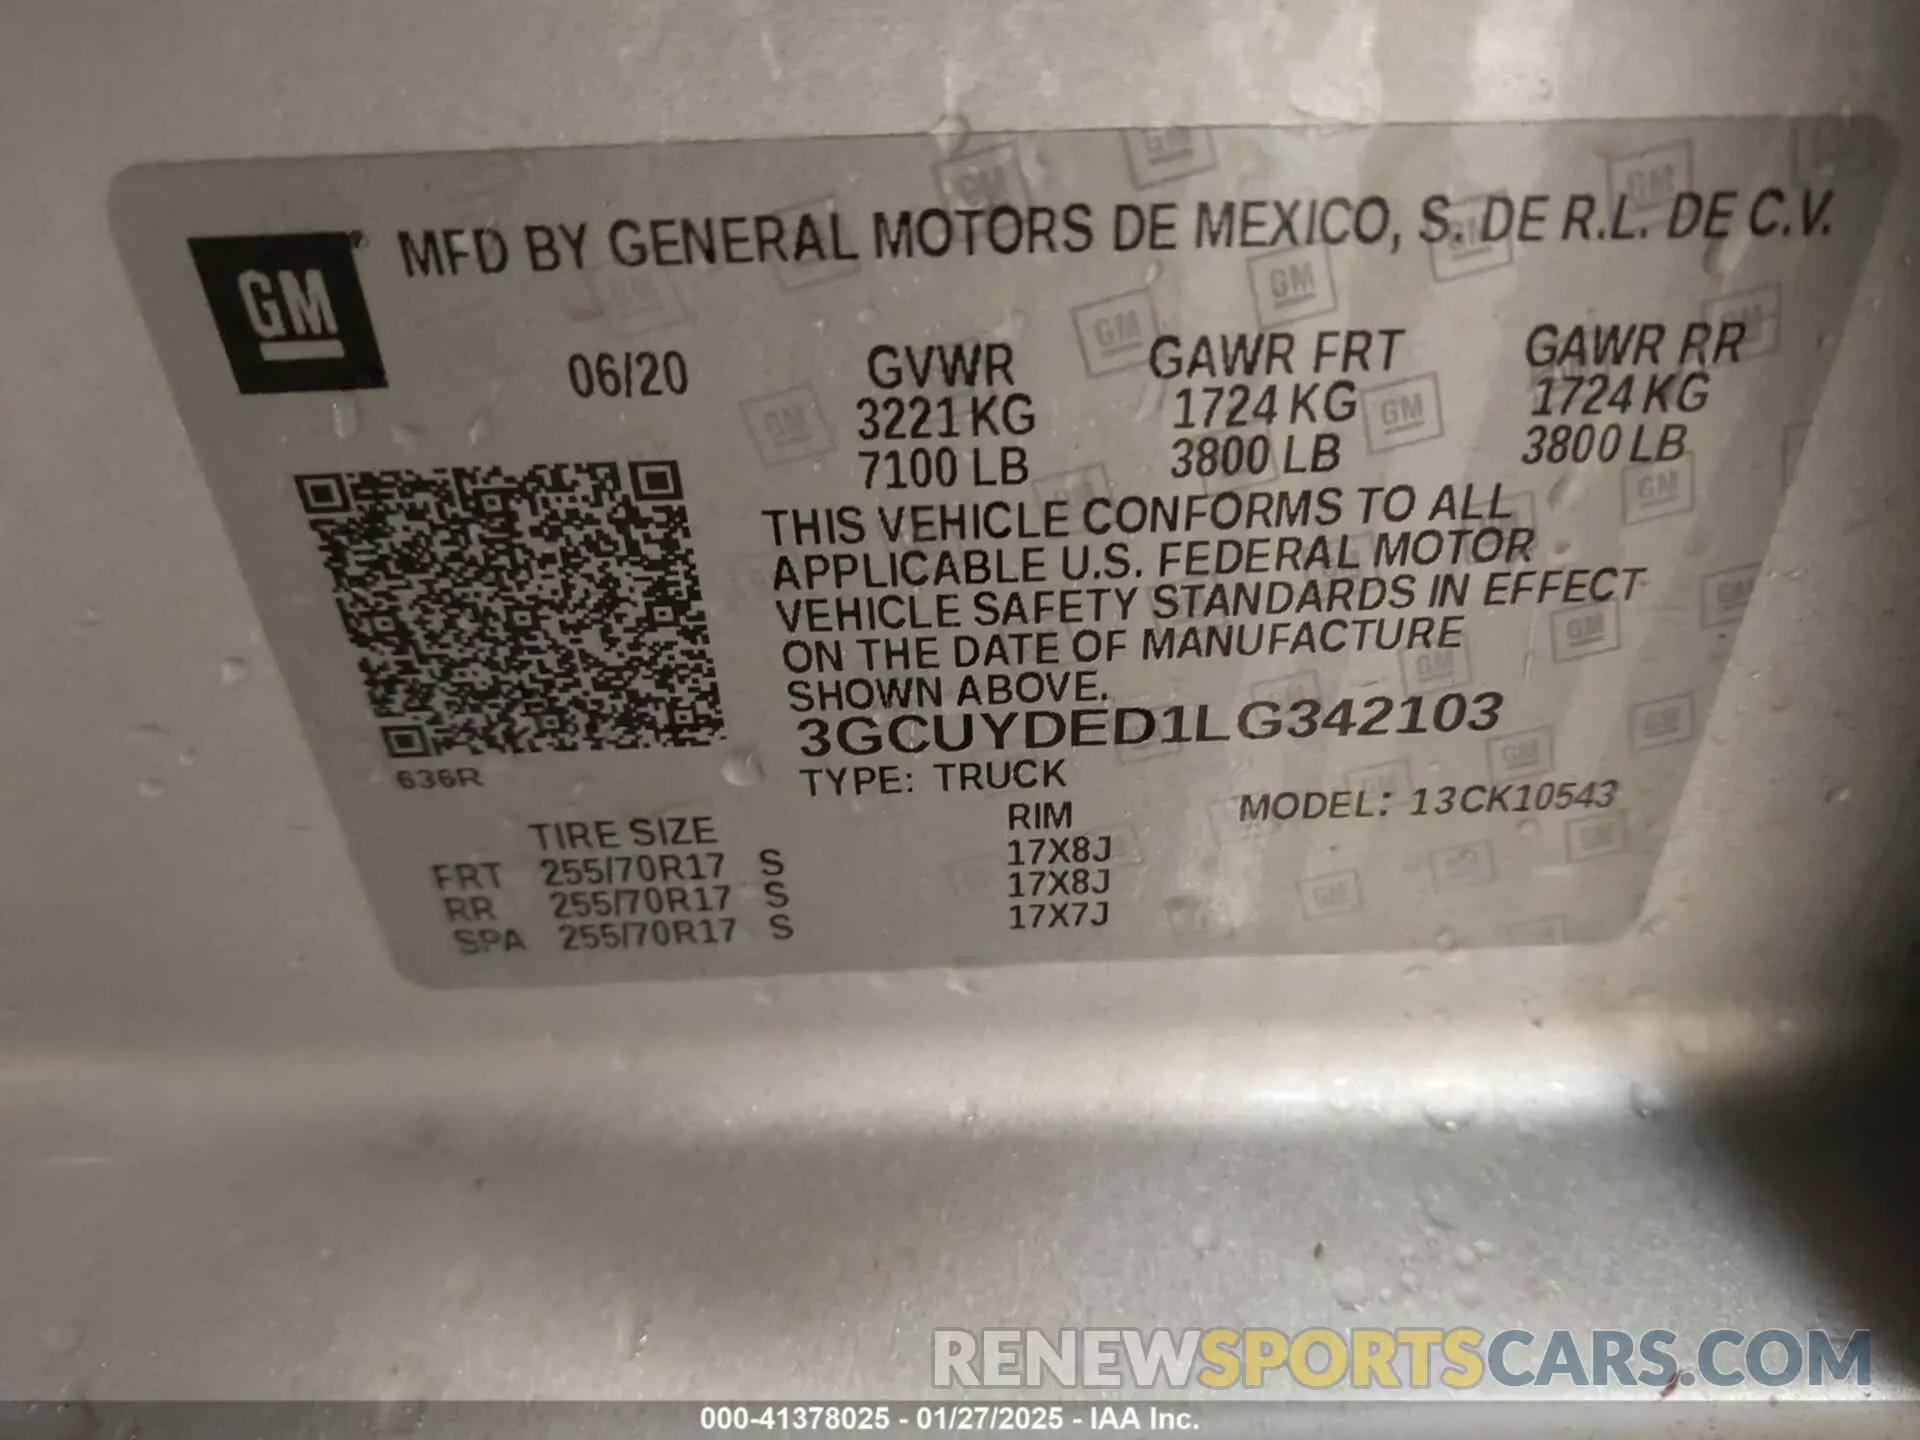 GM
MFD BY GENERAL MOTORS DE MEXICO, S. DE R.L. DE C.V.
06/20
GVWR
3221 KG
7100 LB
GAWR FRT
1724 KG
3800 LB
GAWR RR
1724 KG
3800 LB
THIS VEHICLE CONFORMS TO ALL
APPLICABLE U.S. FEDERAL MOTOR
VEHICLE SAFETY STANDARDS IN EFFECT
ON THE DATE OF MANUFACTURE
SHOWN ABOVE.
3GCUYDED1LG342103
636R
TYPE: TRUCK
MODEL: 13CK10543
TIRE SIZE RIM
FRT 255/70R17 S 17X8J
RR 255/70R17 S 17X8J
SPA 255/70R17 S 17X7J
RENEWSPORTSCARS.COM
000-41378025 - 01/27/2025 - IAA Inc.